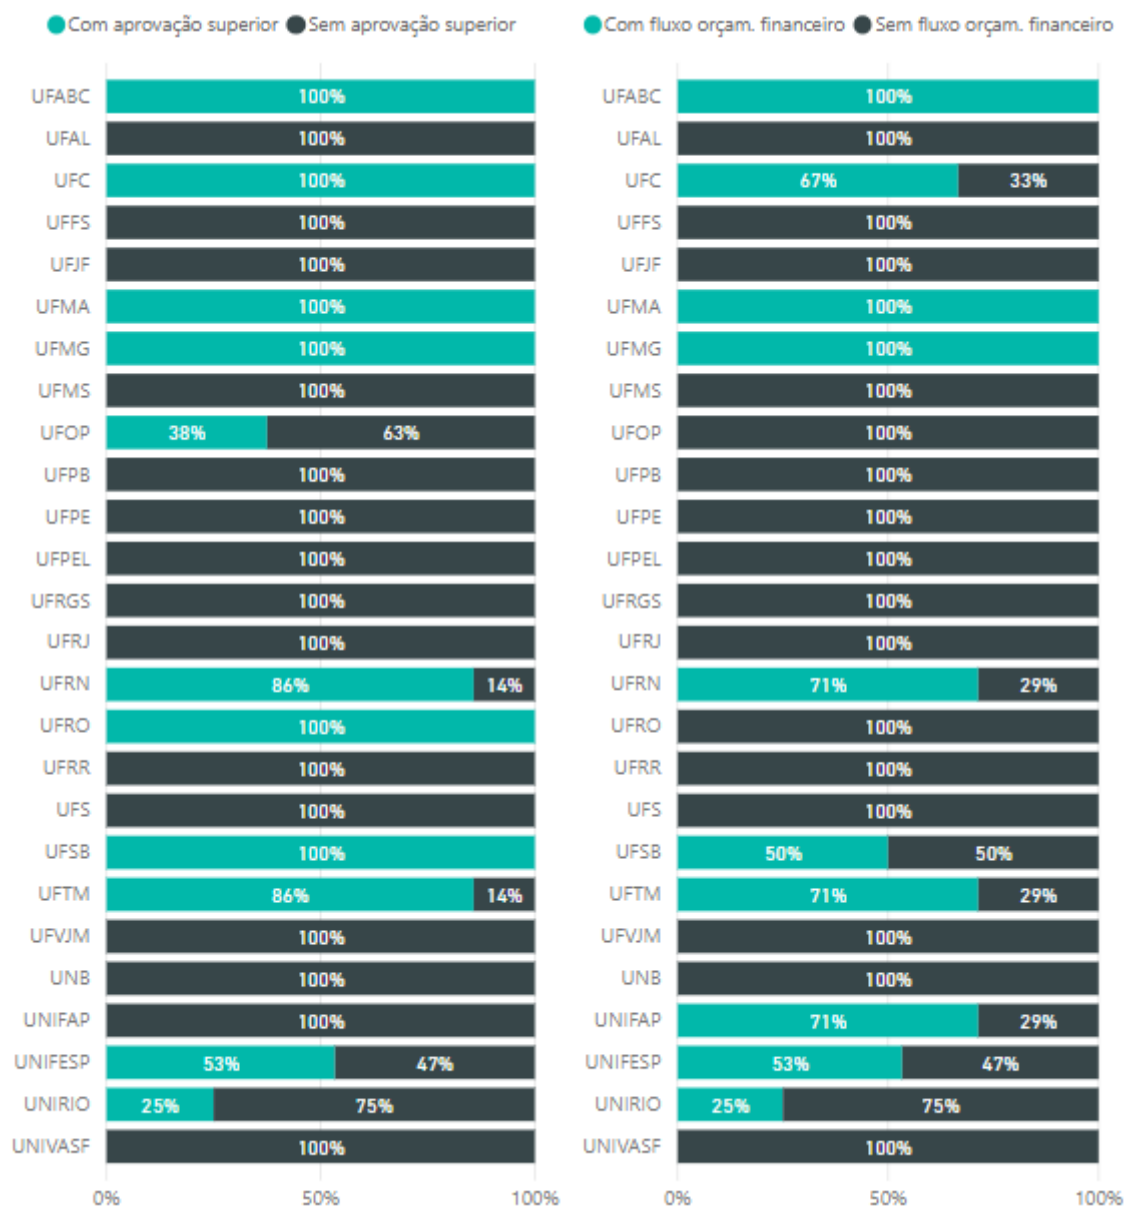 Com aprovação superior Sem aprovação superior Com fluxo orçam. financeiro Sem fluxo orçam. financeiro
UFABC 100% UFABC 100%
UFAL 100% UFAL 100%
UFC 100% UFC 67% 33%
UFFS 100% UFFS 100%
UFJF 100% UFJF 100%
UFMA 100% UFMA 100%
UFMG 100% UFMG 100%
UFMS 100% UFMS 100%
UFOP 38% 63% UFOP 100%
UFPB 100% UFPB 100%
UFPE 100% UFPE 100%
UFPEL 100% UFPEL 100%
UFRGS 100% UFRGS 100%
UFRJ 100% UFRJ 100%
UFRN 86% 14% UFRN 71% 29%
UFRO 100% UFRO 100%
UFRR 100% UFRR 100%
UFS 100% UFS 100%
UFSB 100% UFSB 50% 50%
UFTM 86% 14% UFTM 71% 29%
UFVJM 100% UFVJM 100%
UNB 100% UNB 100%
UNIFAP 100% UNIFAP 71% 29%
UNIFESP 53% 47% UNIFESP 53% 47%
UNIRIO 25% 75% UNIRIO 25% 75%
UNIVASF 100% UNIVASF 100%
0% 50% 100% 0% 50% 100%